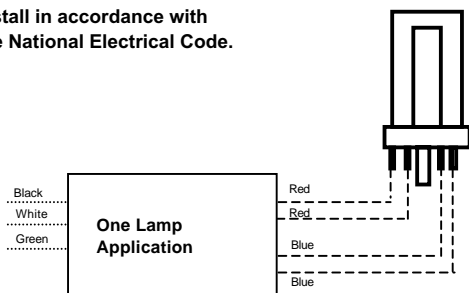 stall in accordance with
e National Electrical Code.
Black
White
Green
One Lamp
Application
Red
Red
Blue
Blue